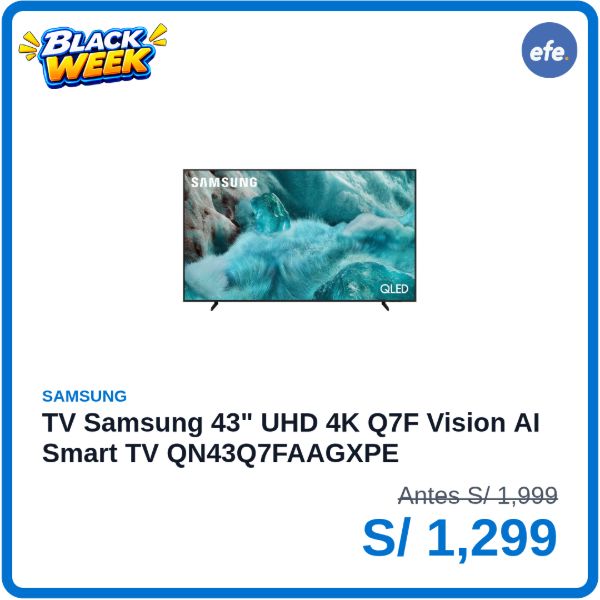 BLACK
WEEK
efe.
SAMSUNG
QLED
SAMSUNG
TV Samsung 43" UHD 4K Q7F Vision AI
Smart TV QN43Q7FAAGXPE
Antes S/ 1,999
S/ 1,299